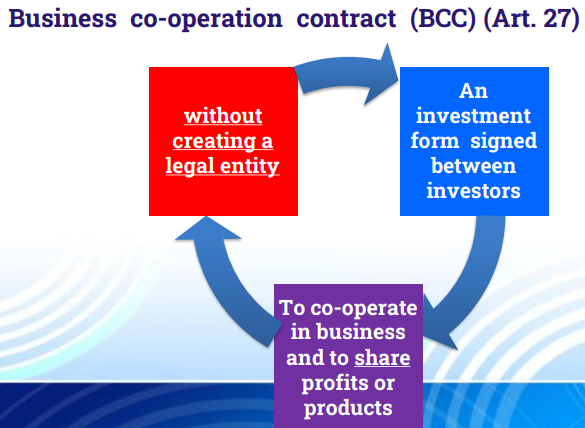 Business co-operation contract (BCC) (Art. 27)
without
creating a
legal entity
An
investment
form signed
between
investors
To co-operate
in business
and to share
profits or
products